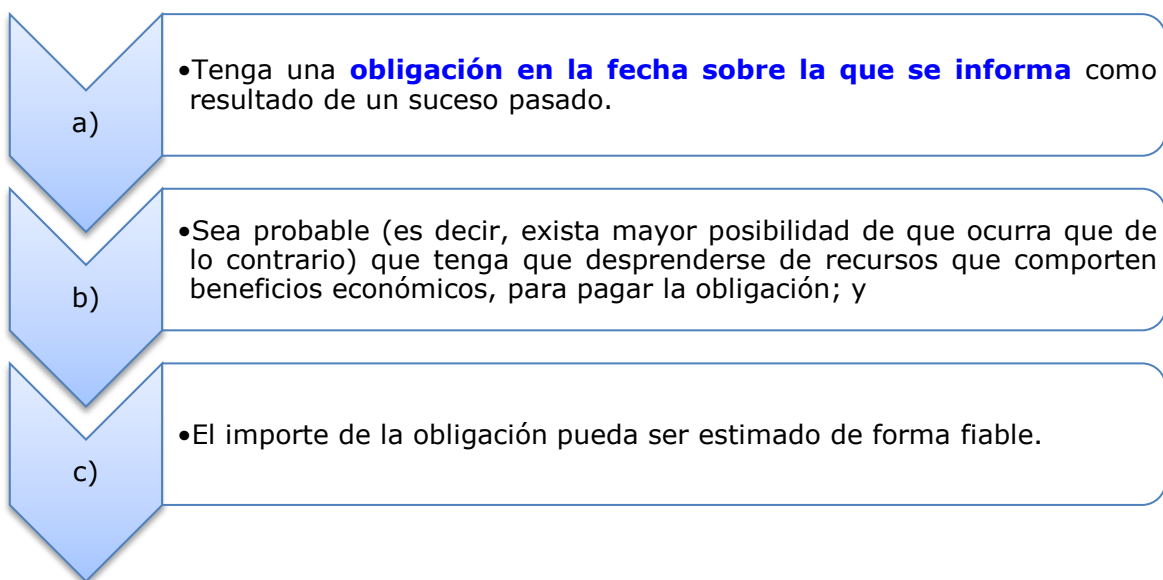 a)
•Tenga una obligación en la fecha sobre la que se informa como
resultado de un suceso pasado.
b)
•Sea probable (es decir, exista mayor posibilidad de que ocurra que de
lo contrario) que tenga que desprenderse de recursos que comporten
beneficios económicos, para pagar la obligación; y
c)
•El importe de la obligación pueda ser estimado de forma fiable.